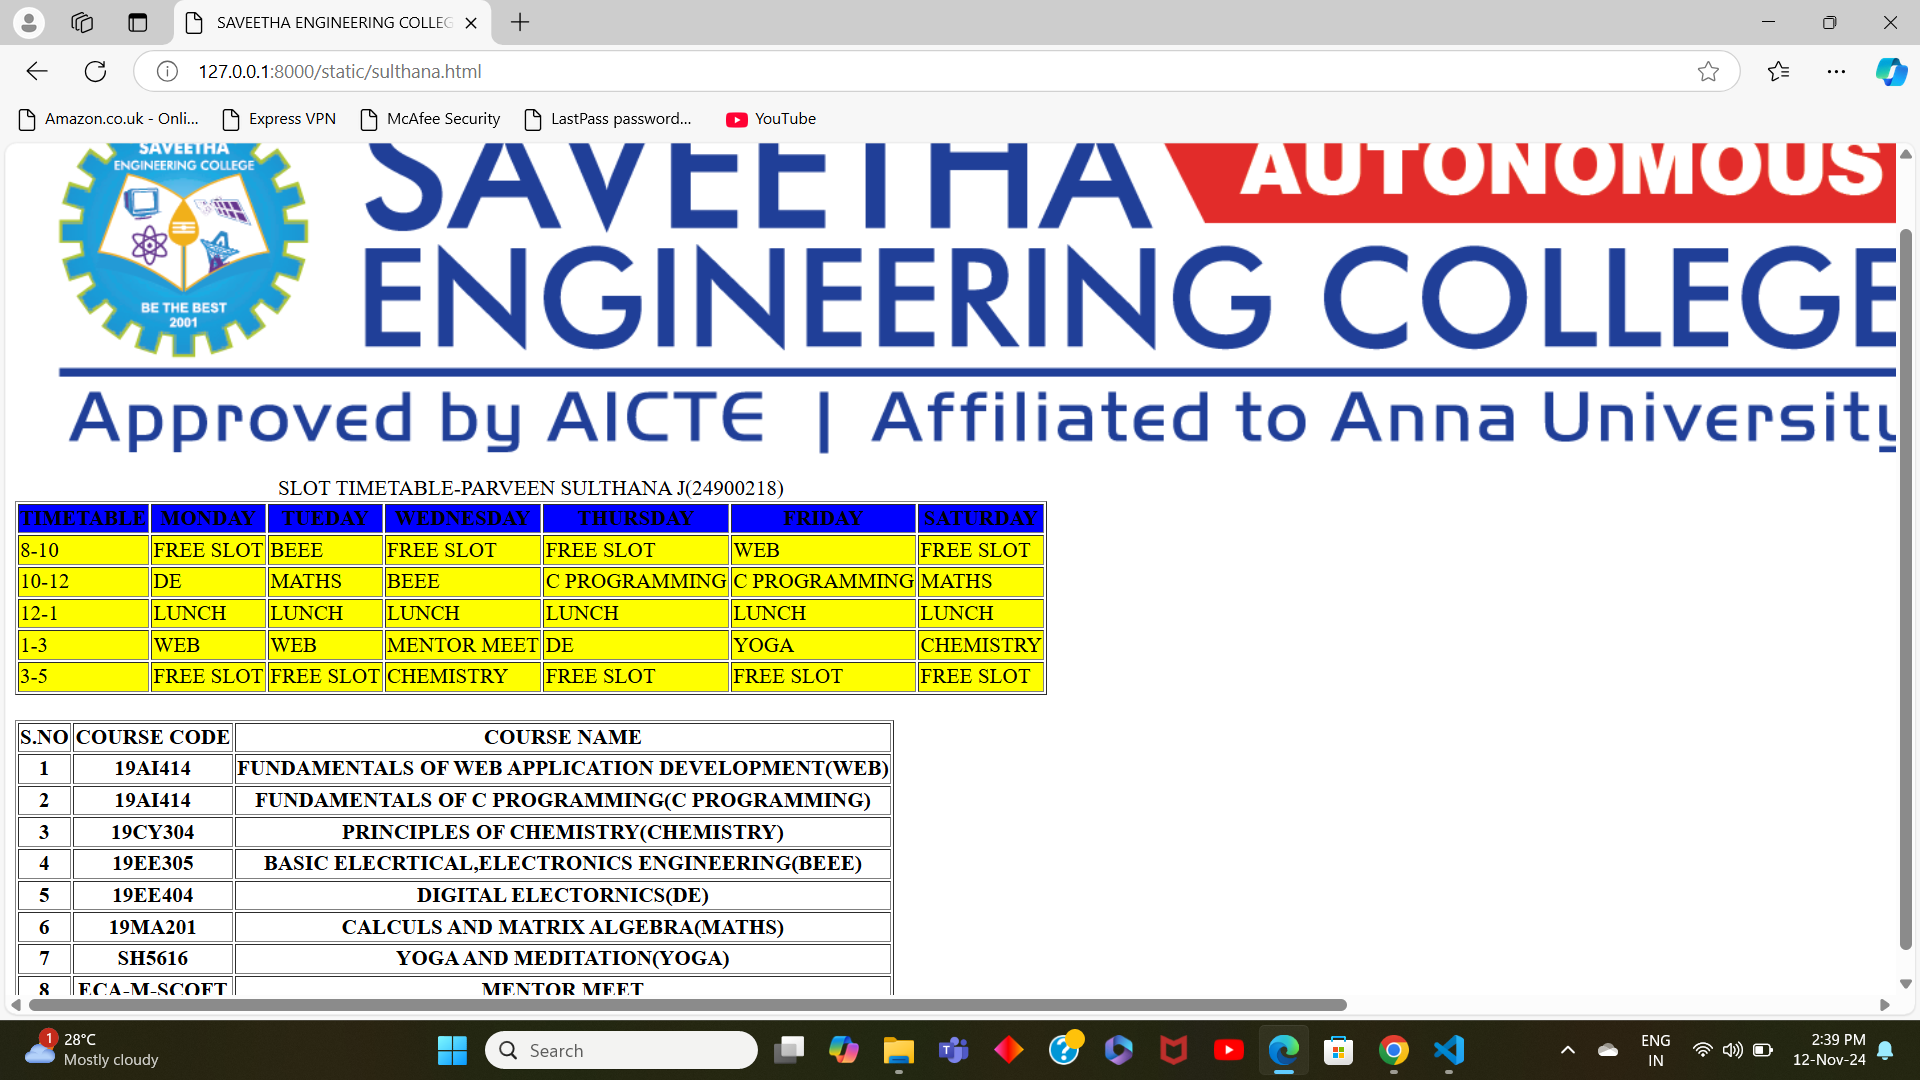 SAVEETHA ENGINEERING COLLEG
127.0.0.1:8000/static/sulthana.html
Amazon.co.uk - Onli... Express VPN McAfee Security LastPass password... YouTube
SAVEETHA
ENGINEERING COLLEGE
BE THE BEST
2001
SAVEETHA AUTONOMOUS
ENGINEERING COLLEGE
Approved by AICTE | Affiliated to Anna University
SLOT TIMETABLE-PARVEEN SULTHANA J(24900218)
TIMETABLE MONDAY TUEDAY WEDNESDAY THURSDAY FRIDAY SATURDAY
8-10 FREE SLOT BEEE FREE SLOT FREE SLOT WEB FREE SLOT
10-12 DE MATHS BEEE C PROGRAMMING C PROGRAMMING MATHS
12-1 LUNCH LUNCH LUNCH LUNCH LUNCH LUNCH
1-3 WEB WEB MENTOR MEET DE YOGA CHEMISTRY
3-5 FREE SLOT FREE SLOT CHEMISTRY FREE SLOT FREE SLOT FREE SLOT
S.NO COURSE CODE COURSE NAME
1 19AI414 FUNDAMENTALS OF WEB APPLICATION DEVELOPMENT(WEB)
2 19AI414 FUNDAMENTALS OF C PROGRAMMING(C PROGRAMMING)
3 19CY304 PRINCIPLES OF CHEMISTRY(CHEMISTRY)
4 19EE305 BASIC ELECRTICAL,ELECTRONICS ENGINEERING(BEEE)
5 19EE404 DIGITAL ELECTORNICS(DE)
6 19MA201 CALCULS AND MATRIX ALGEBRA(MATHS)
7 SH5616 YOGA AND MEDITATION(YOGA)
8 ECA-M-SCOFT MENTOR MEET
1 28°C
Mostly cloudy
Search
ENG
IN
2:39 PM
12-Nov-24